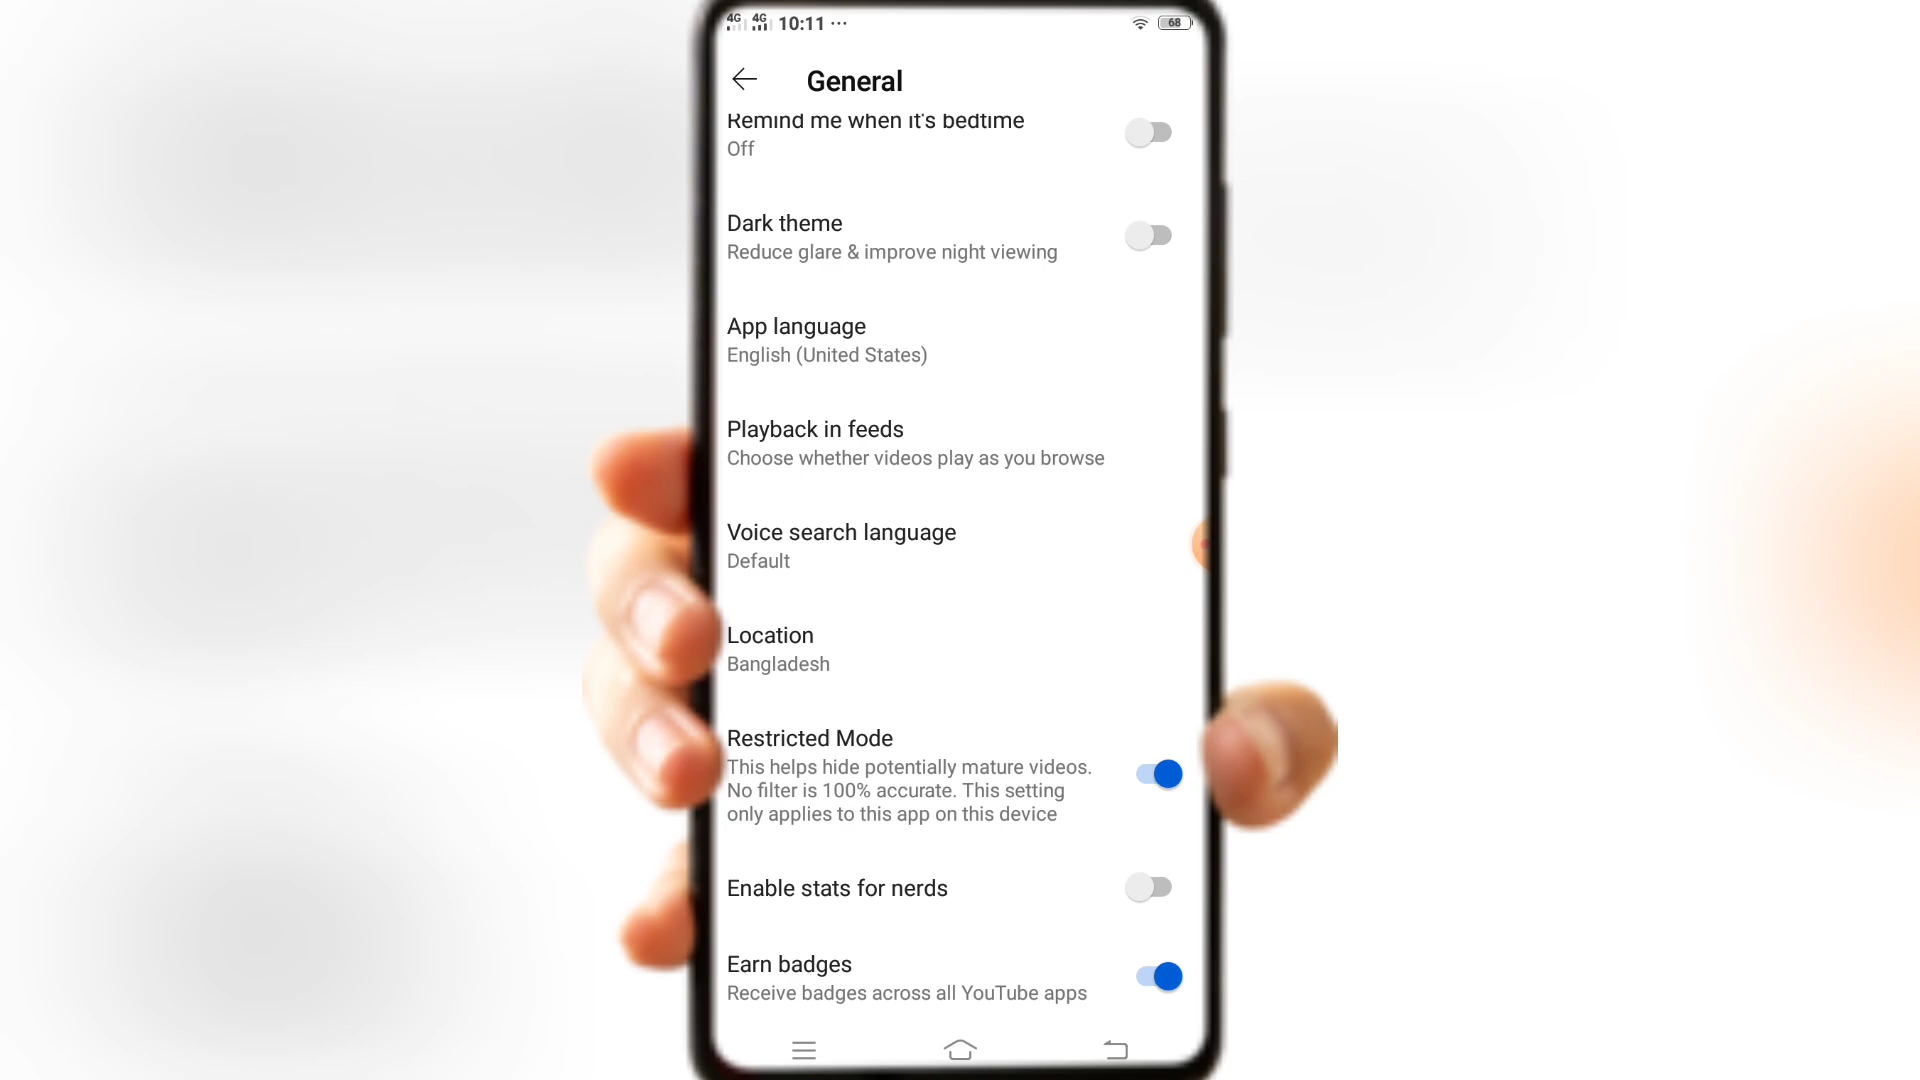 4G 4G 10:11 ··· 68
General
Remind me when it's bedtime
Off
Dark theme
Reduce glare & improve night viewing
App language
English (United States)
Playback in feeds
Choose whether videos play as you browse
Voice search language
Default
Location
Bangladesh
Restricted Mode
This helps hide potentially mature videos.
No filter is 100% accurate. This setting
only applies to this app on this device
Enable stats for nerds
Earn badges
Receive badges across all YouTube apps